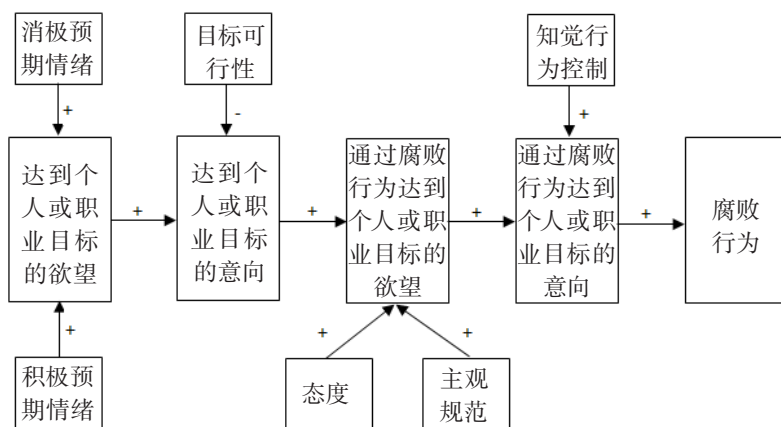 消极预
期情绪
目标可
行性
知觉行
为控制
+
-
+
达到个
人或职
业目标
的欲望
+
达到个
人或职
业目标
的意向
+
通过腐败
行为达到
个人或职
业目标的
欲望
+
通过腐败
行为达到
个人或职
业目标的
意向
+
腐败
行为
+
+
+
积极预
期情绪
态度
主观
规范